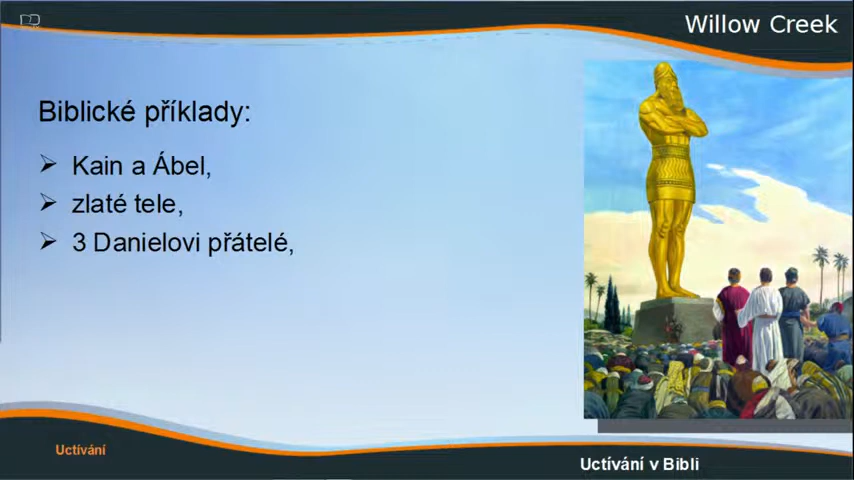 Willow Creek
Biblické příklady:
➢ Kain a Ábel,
➢ zlaté tele,
➢ 3 Danielovi přátelé,
Uctívání
Uctívání v Bibli